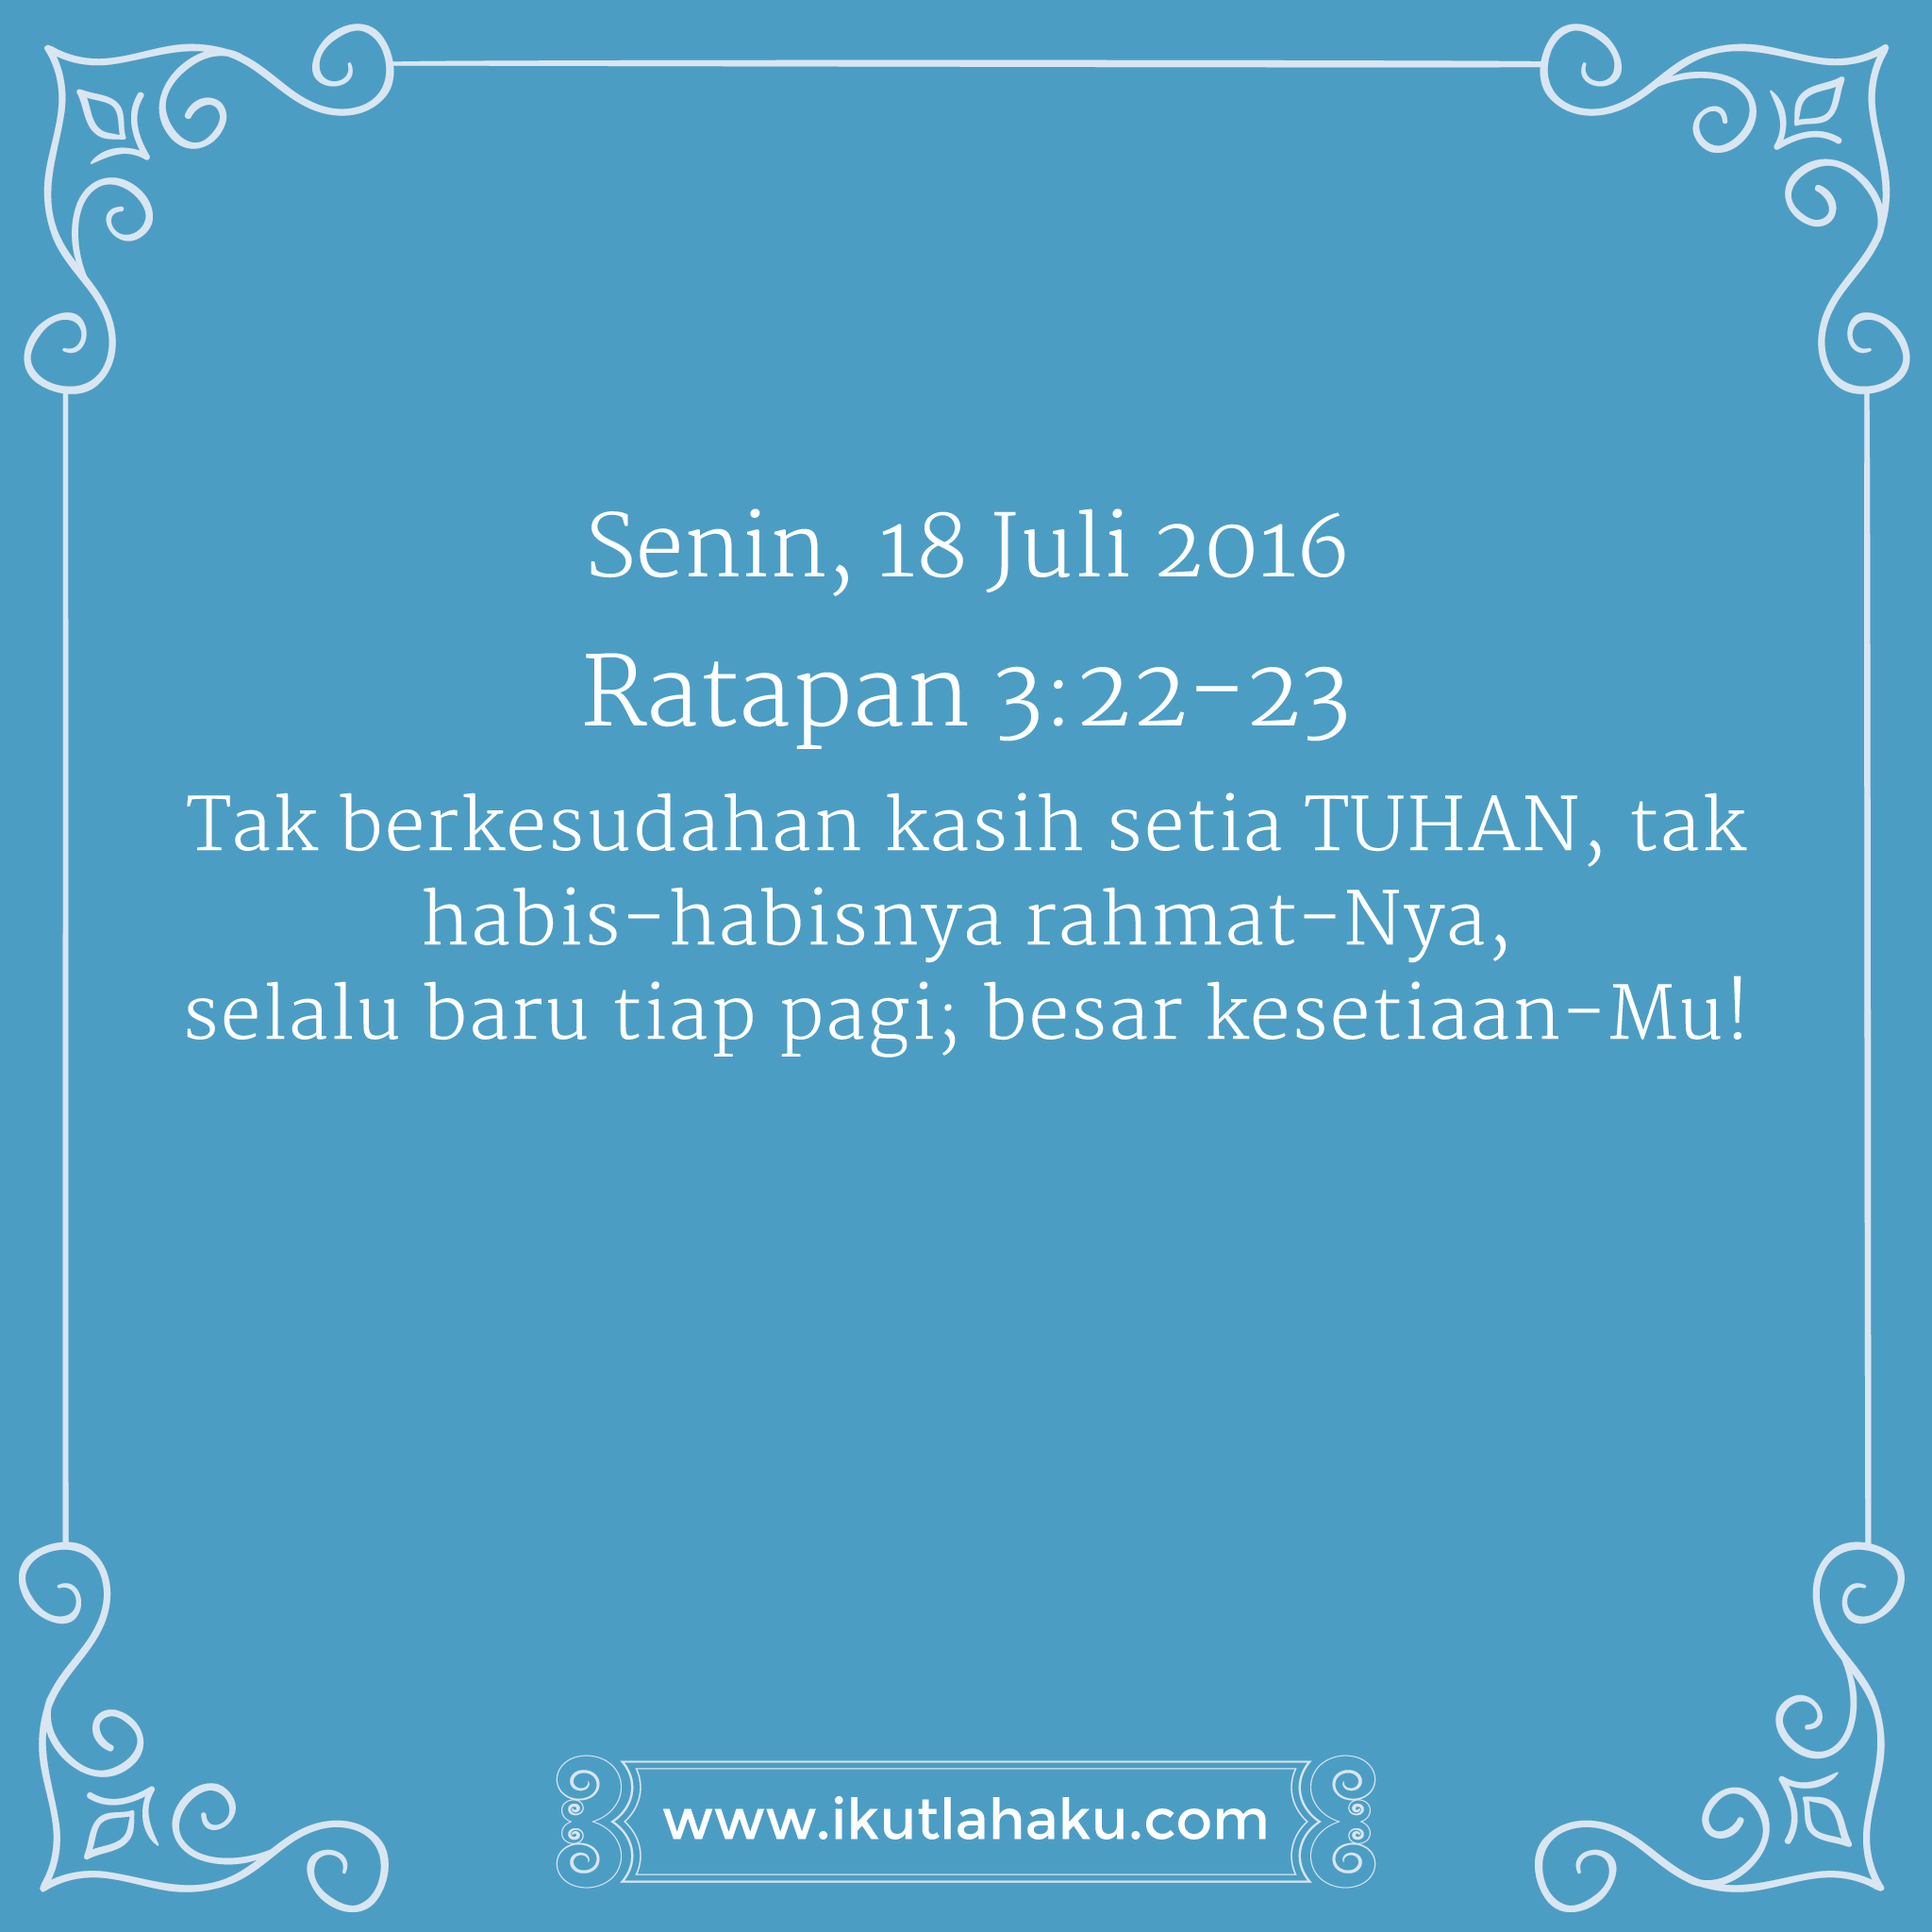 Senin, 18 Juli 2016
Ratapan 3:22-23
Tak berkesudahan kasih setia TUHAN, tak
habis-habisnya rahmat-Nya,
selalu baru tiap pagi; besar kesetiaan-Mu!
www.ikutlahaku.com